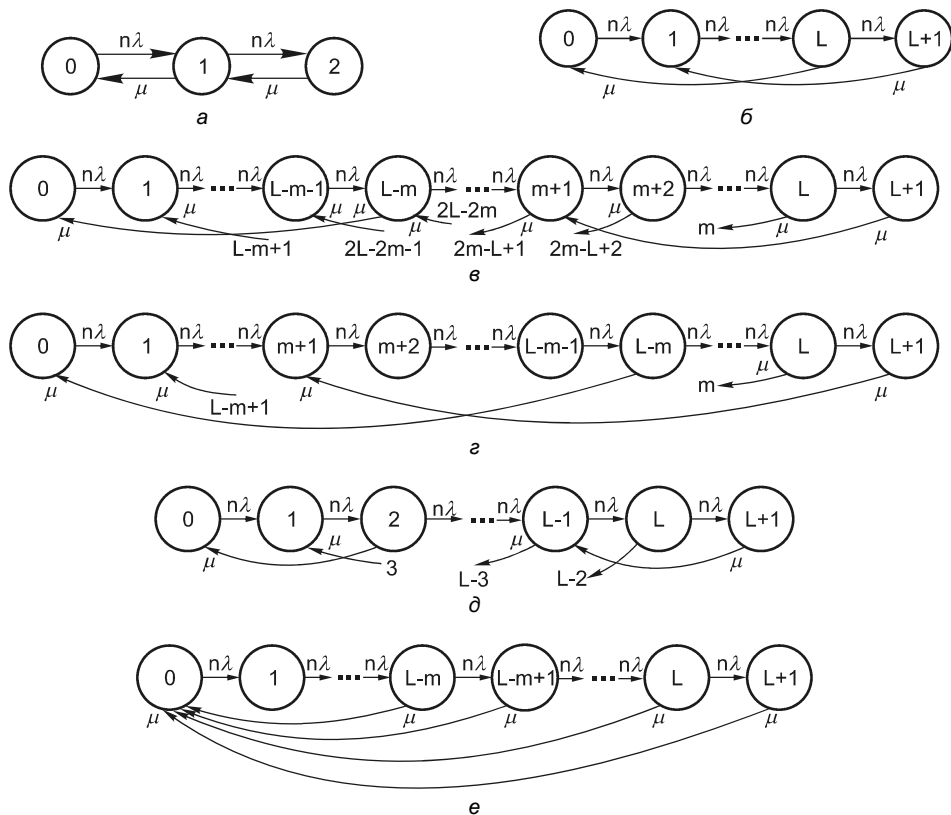 nλ nλ
0 1 2
μ μ
а
nλ nλ nλ nλ
0 1 ... L L+1
μ μ
б
nλ nλ nλ nλ nλ nλ nλ nλ nλ nλ
0 1 ... L-m-1 L-m ... m+1 m+2 ... L L+1
μ μ μ μ μ μ μ μ μ
2L-2m
L-m+1 2L-2m-1 2m-L+1 2m-L+2 m
в
nλ nλ nλ nλ nλ nλ nλ nλ nλ nλ
0 1 ... m+1 m+2 ... L-m-1 L-m ... L L+1
μ μ μ μ
L-m+1 m
г
nλ nλ nλ nλ nλ nλ
0 1 2 ... L-1 L L+1
μ μ μ μ
3 L-3 L-2
д
nλ nλ nλ nλ nλ nλ nλ
0 1 ... L-m L-m+1 ... L L+1
μ μ μ μ μ
е